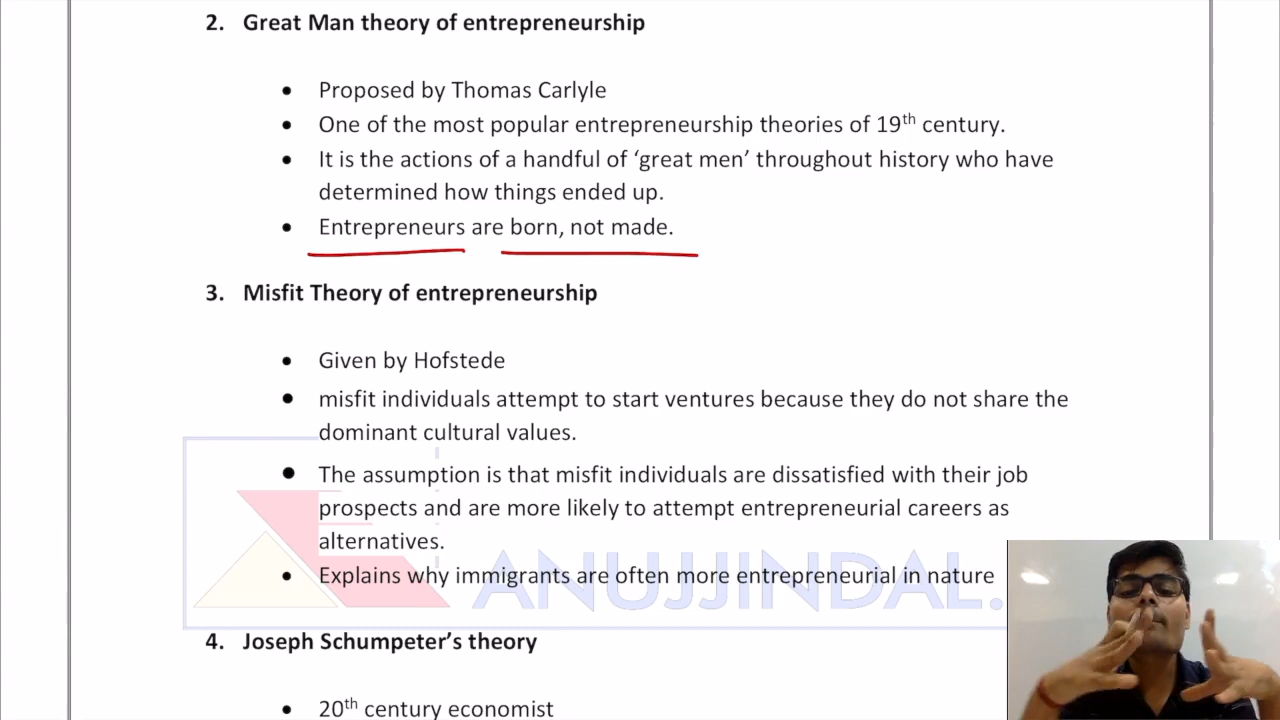 2. Great Man theory of entrepreneurship
• Proposed by Thomas Carlyle
• One of the most popular entrepreneurship theories of 19th century.
• It is the actions of a handful of ‘great men’ throughout history who have
determined how things ended up.
• Entrepreneurs are born, not made.
3. Misfit Theory of entrepreneurship
• Given by Hofstede
• misfit individuals attempt to start ventures because they do not share the
dominant cultural values.
• The assumption is that misfit individuals are dissatisfied with their job
prospects and are more likely to attempt entrepreneurial careers as
alternatives.
• Explains why immigrants are often more entrepreneurial in nature
ANUJJINDAL.
4. Joseph Schumpeter’s theory
• 20th century economist